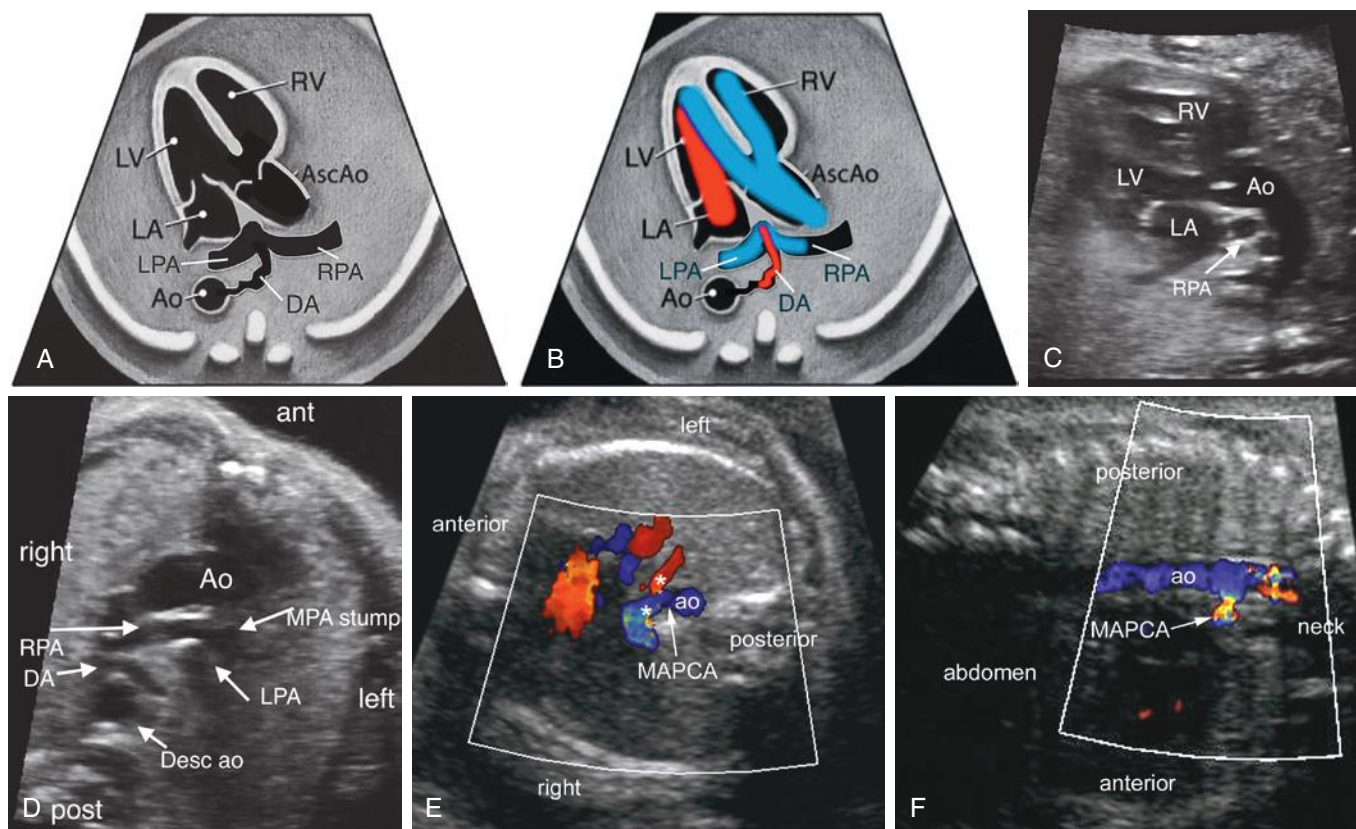 RV
LV
AscAo
LA
LPA
RPA
Ao
DA
A
RV
LV
AscAo
LA
LPA
RPA
Ao
DA
B
RV
LV
Ao
LA
RPA
C
ant
right
Ao
MPA stump
RPA
DA
LPA
left
Desc ao
D
post
left
anterior
*
*
ao
posterior
MAPCA
right
E
posterior
ao
MAPCA
neck
abdomen
anterior
F